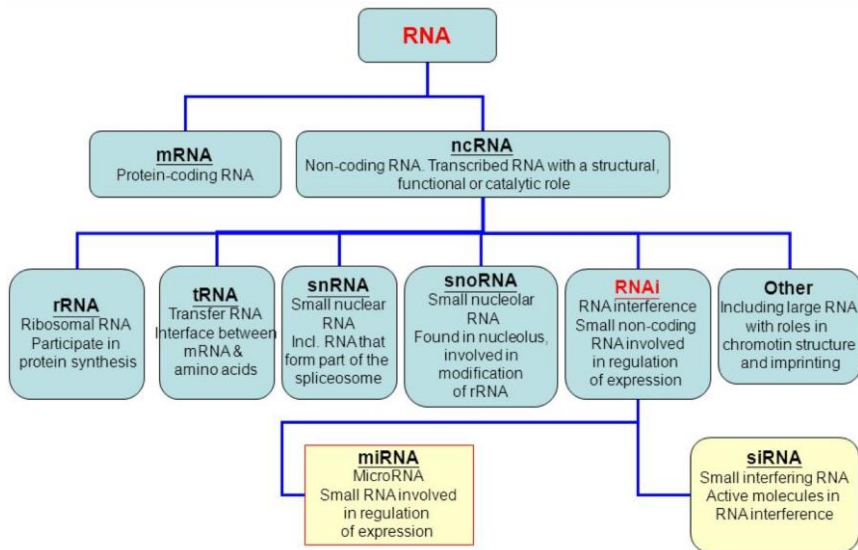 RNA
mRNA
Protein-coding RNA
ncRNA
Non-coding RNA. Transcribed RNA with a structural,
functional or catalytic role
rRNA
Ribosomal RNA
Participate in
protein synthesis
tRNA
Transfer RNA
Interface between
mRNA &
amino acids
snRNA
Small nuclear
RNA
Incl. RNA that
form part of the
spliceosome
snoRNA
Small nucleolar
RNA
Found in nucleolus,
involved in
modification
of rRNA
RNAi
RNA interference
Small non-coding
RNA involved
in regulation
of expression
Other
Including large RNA
with roles in
chromotin structure
and imprinting
miRNA
MicroRNA
Small RNA involved
in regulation
of expression
siRNA
Small interfering RNA
Active molecules in
RNA interference